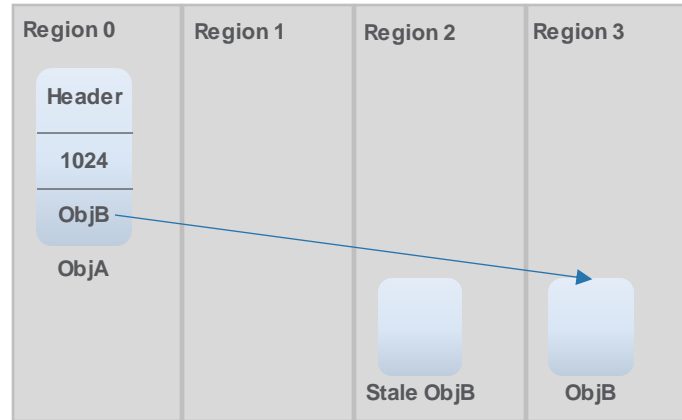 Region 0
Region 1
Region 2
Region 3
Header
1024
ObjB
ObjA
Stale ObjB
ObjB